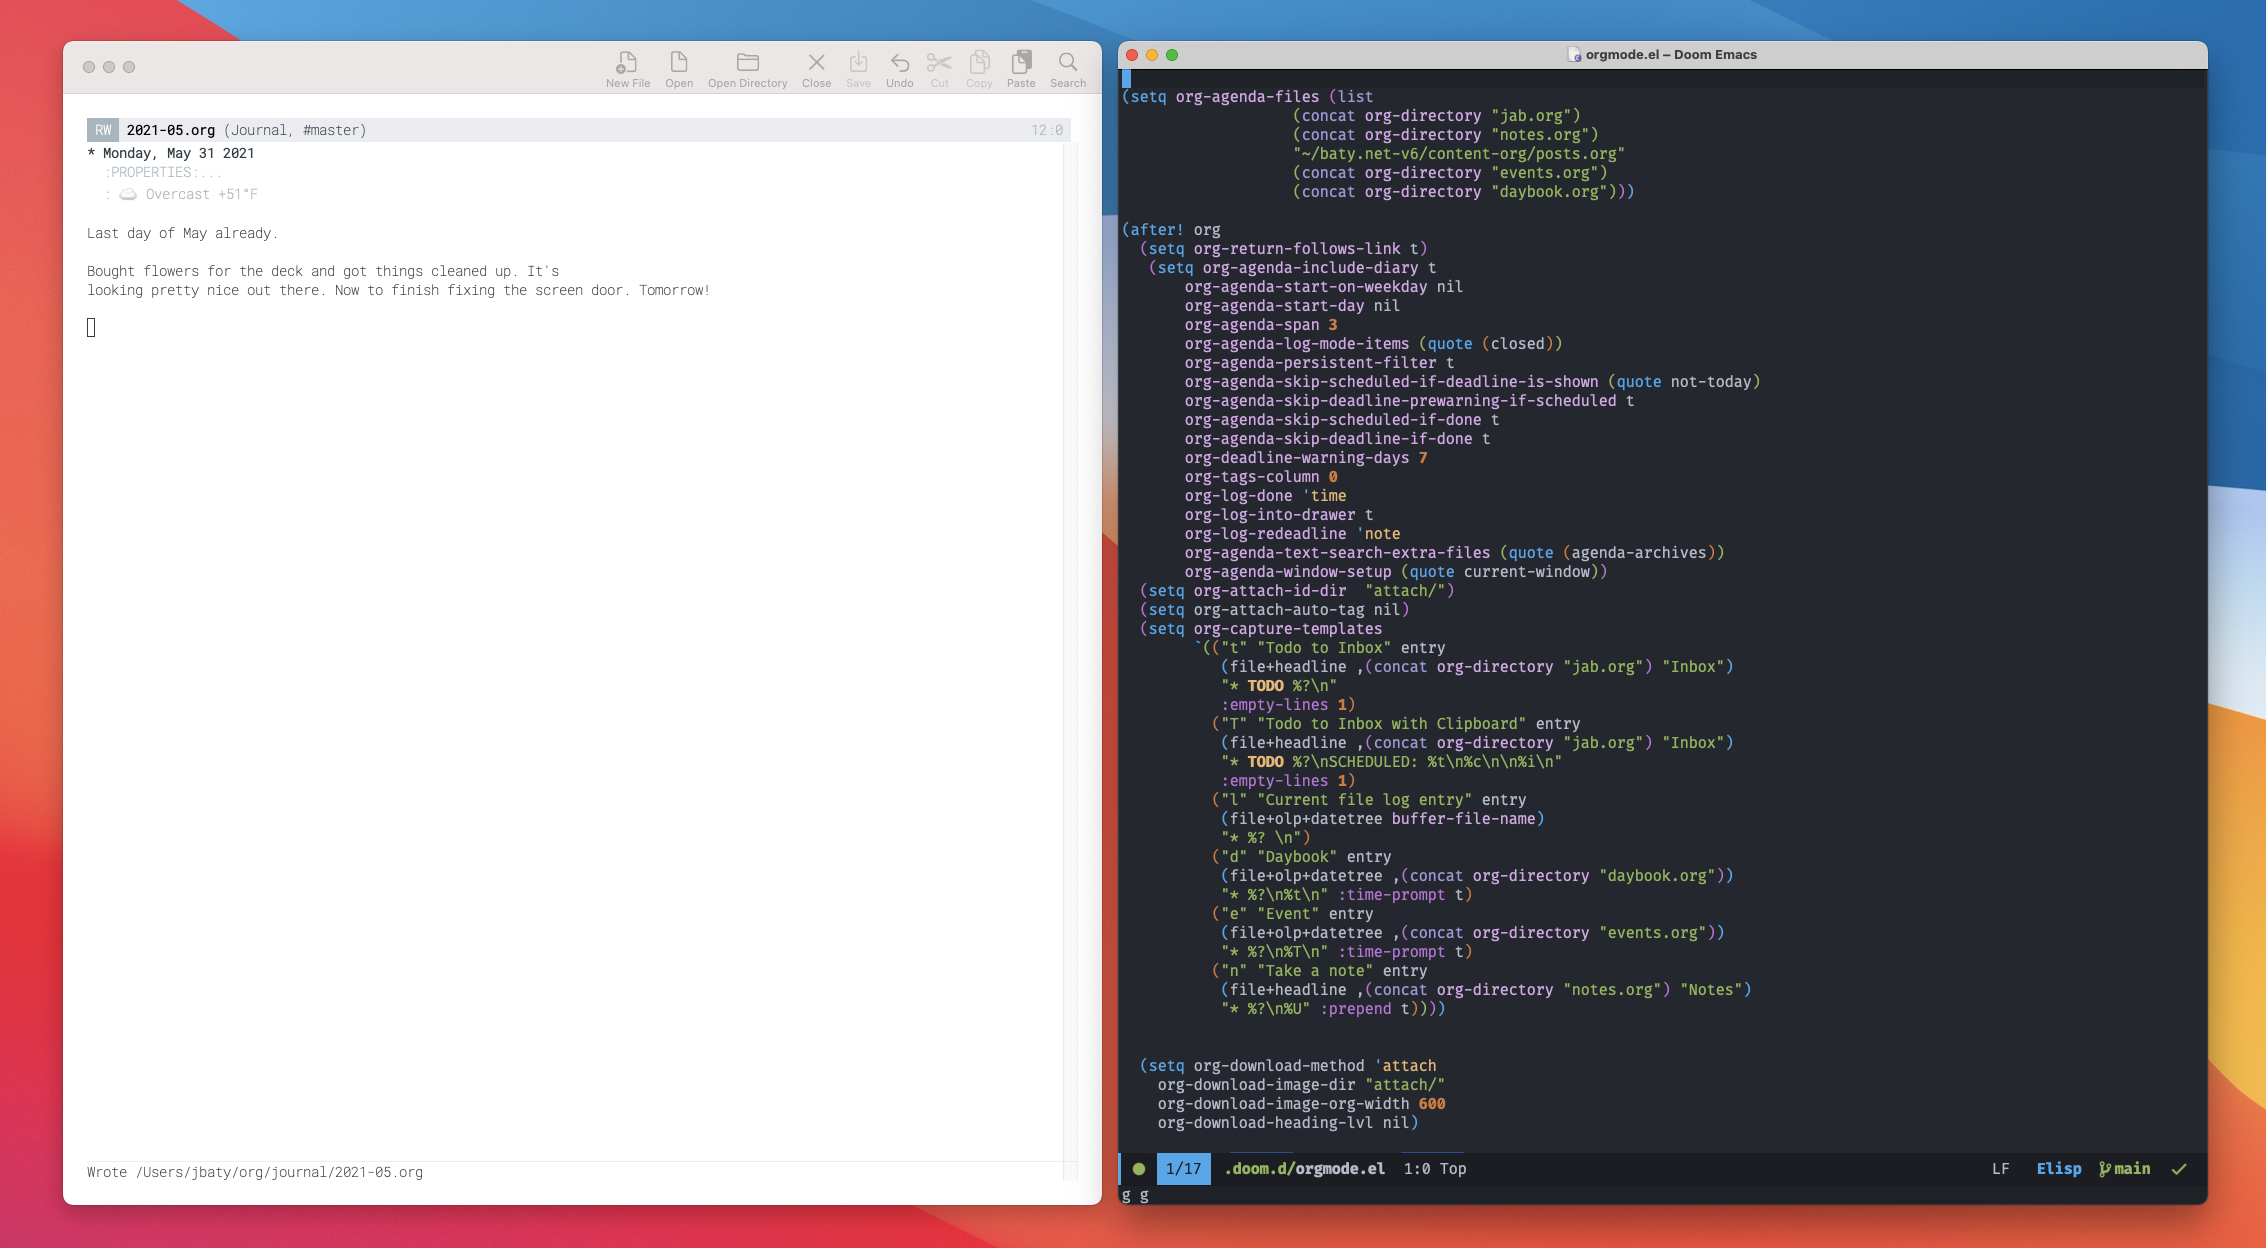 New File Open Open Directory Close Save Undo Cut Copy Paste Search
RW 2021-05.org (Journal, #master) 12:0
* Monday, May 31 2021
:PROPERTIES:...
: Overcast +51°F
Last day of May already.
Bought flowers for the deck and got things cleaned up. It's
looking pretty nice out there. Now to finish fixing the screen door. Tomorrow!
Wrote /Users/jbaty/org/journal/2021-05.org
orgmode.el – Doom Emacs
(setq org-agenda-files (list
(concat org-directory "jab.org")
(concat org-directory "notes.org")
"~/baty.net-v6/content-org/posts.org"
(concat org-directory "events.org")
(concat org-directory "daybook.org")))
(after! org
(setq org-return-follows-link t)
(setq org-agenda-include-diary t
org-agenda-start-on-weekday nil
org-agenda-start-day nil
org-agenda-span 3
org-agenda-log-mode-items (quote (closed))
org-agenda-persistent-filter t
org-agenda-skip-scheduled-if-deadline-is-shown (quote not-today)
org-agenda-skip-deadline-prewarning-if-scheduled t
org-agenda-skip-scheduled-if-done t
org-agenda-skip-deadline-if-done t
org-deadline-warning-days 7
org-tags-column 0
org-log-done 'time
org-log-into-drawer t
org-log-redeadline 'note
org-agenda-text-search-extra-files (quote (agenda-archives))
org-agenda-window-setup (quote current-window))
(setq org-attach-id-dir  "attach/")
(setq org-attach-auto-tag nil)
(setq org-capture-templates
`(("t" "Todo to Inbox" entry
(file+headline ,(concat org-directory "jab.org") "Inbox")
"* TODO %?\n"
:empty-lines 1)
("T" "Todo to Inbox with Clipboard" entry
(file+headline ,(concat org-directory "jab.org") "Inbox")
"* TODO %?\nSCHEDULED: %t\n%c\n\n%i\n"
:empty-lines 1)
("l" "Current file log entry" entry
(file+olp+datetree buffer-file-name)
"* %? \n")
("d" "Daybook" entry
(file+olp+datetree ,(concat org-directory "daybook.org"))
"* %?\n%t\n" :time-prompt t)
("e" "Event" entry
(file+olp+datetree ,(concat org-directory "events.org"))
"* %?\n%T\n" :time-prompt t)
("n" "Take a note" entry
(file+headline ,(concat org-directory "notes.org") "Notes")
"* %?\n%U" :prepend t))))
(setq org-download-method 'attach
org-download-image-dir "attach/"
org-download-image-org-width 600
org-download-heading-lvl nil)
1/17 .doom.d/orgmode.el 1:0 Top LF Elisp main
g g